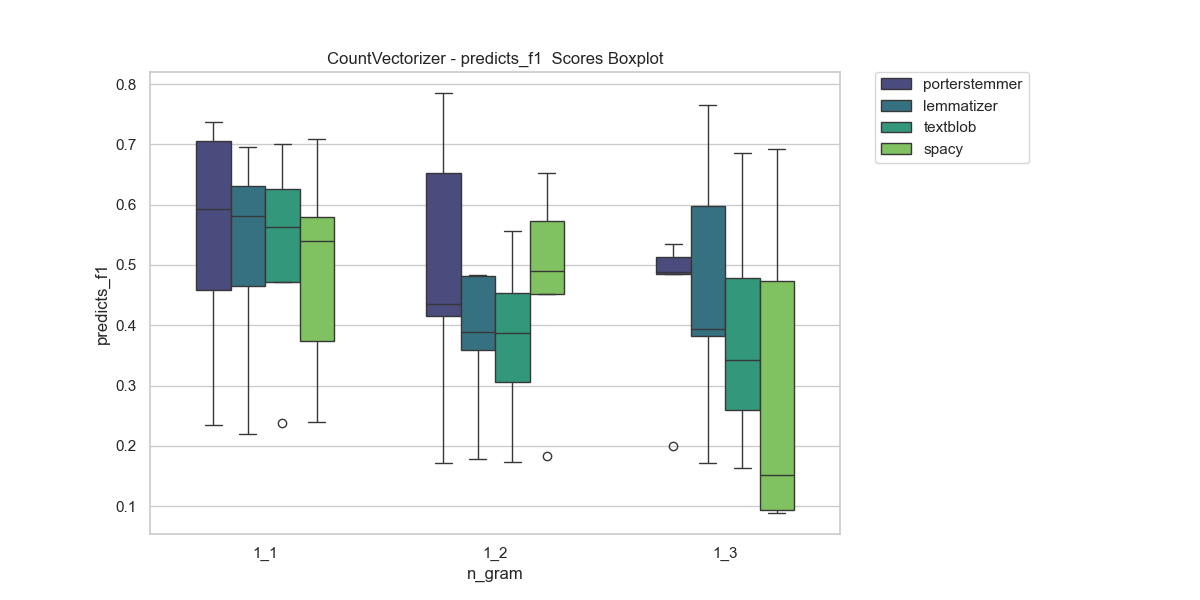 CountVectorizer - predicts_f1  Scores Boxplot
0.8
0.7
0.6
0.5
0.4
0.3
0.2
0.1
predicts_f1
1_1
1_2
1_3
n_gram
porterstemmer
lemmatizer
textblob
spacy